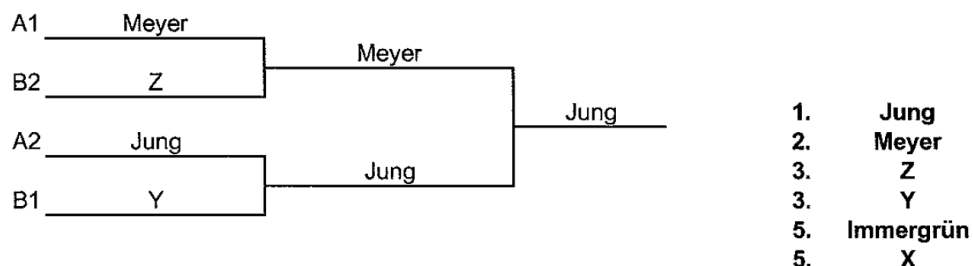 A1 Meyer
Meyer
B2 Z
Jung
A2 Jung
Jung
B1 Y
1. Jung
2. Meyer
3. Z
3. Y
5. Immergrün
5. X